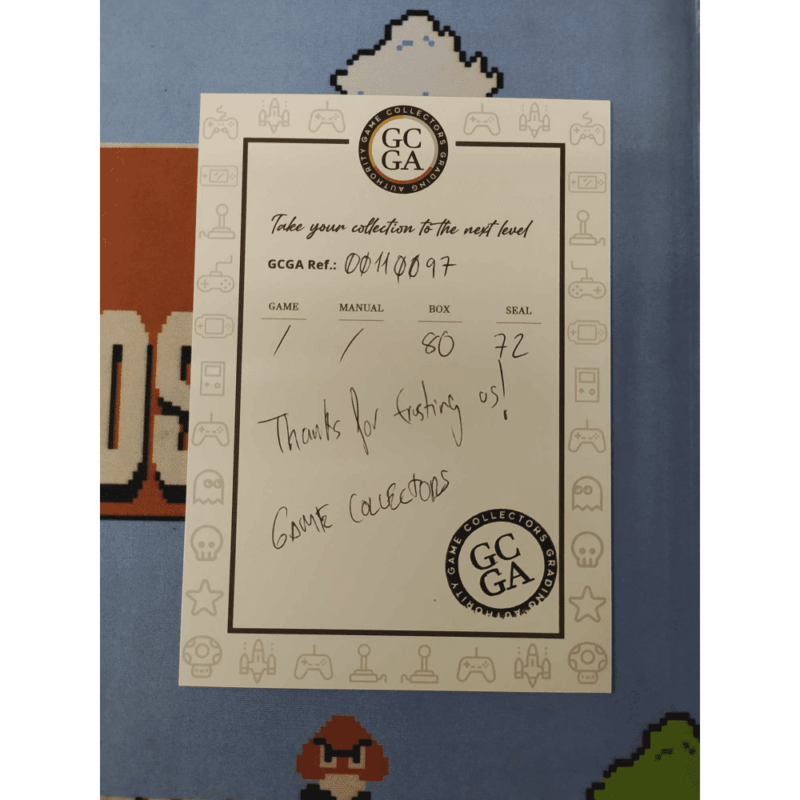 GAME COLLECTORS GRADING AUTHORITY
GC
GA
Take your collection to the next level
GCGA Ref.: 00110097
GAME MANUAL BOX SEAL
/ / 80 72
Thanks for trusting us!
GAME COLLECTORS
GAME COLLECTORS GRADING AUTHORITY
GC
GA
OS